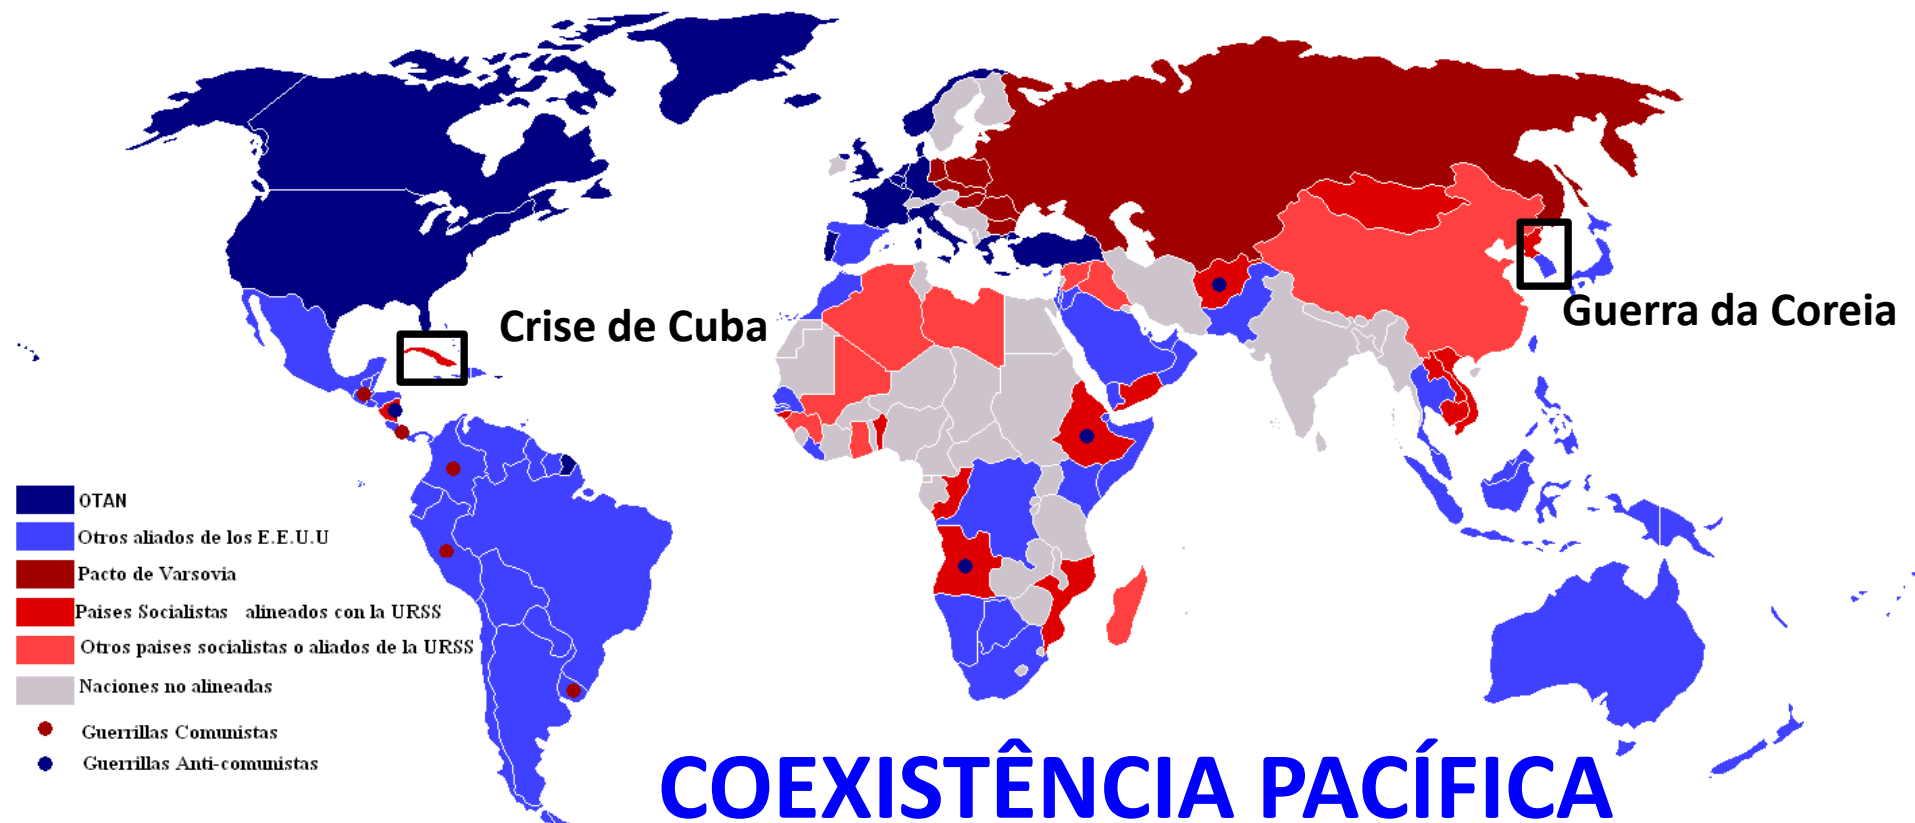 Crise de Cuba
Guerra da Coreia
OTAN
Otros aliados de los E.E.U.U
Pacto de Varsovia
Paises Socialistas alineados con la URSS
Otros paises socialistas o aliados de la URSS
Naciones no alineadas
Guerrillas Comunistas
Guerrillas Anti-comunistas
COEXISTÊNCIA PACÍFICA